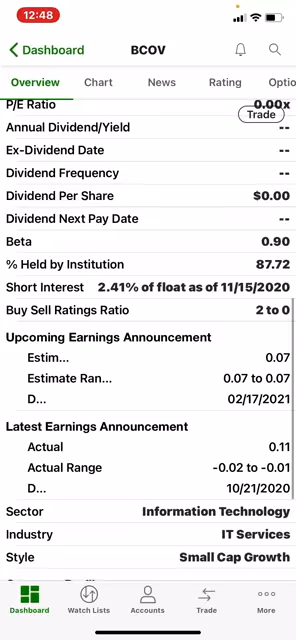 12:48
Dashboard BCOV
Overview Chart News Rating Optio
P/E Ratio 0.00x
Trade
Annual Dividend/Yield --
Ex-Dividend Date --
Dividend Frequency --
Dividend Per Share $0.00
Dividend Next Pay Date --
Beta 0.90
% Held by Institution 87.72
Short Interest 2.41% of float as of 11/15/2020
Buy Sell Ratings Ratio 2 to 0
Upcoming Earnings Announcement
Estim... 0.07
Estimate Ran... 0.07 to 0.07
D... 02/17/2021
Latest Earnings Announcement
Actual 0.11
Actual Range -0.02 to -0.01
D... 10/21/2020
Sector Information Technology
Industry IT Services
Style Small Cap Growth
Dashboard Watch Lists Accounts Trade More